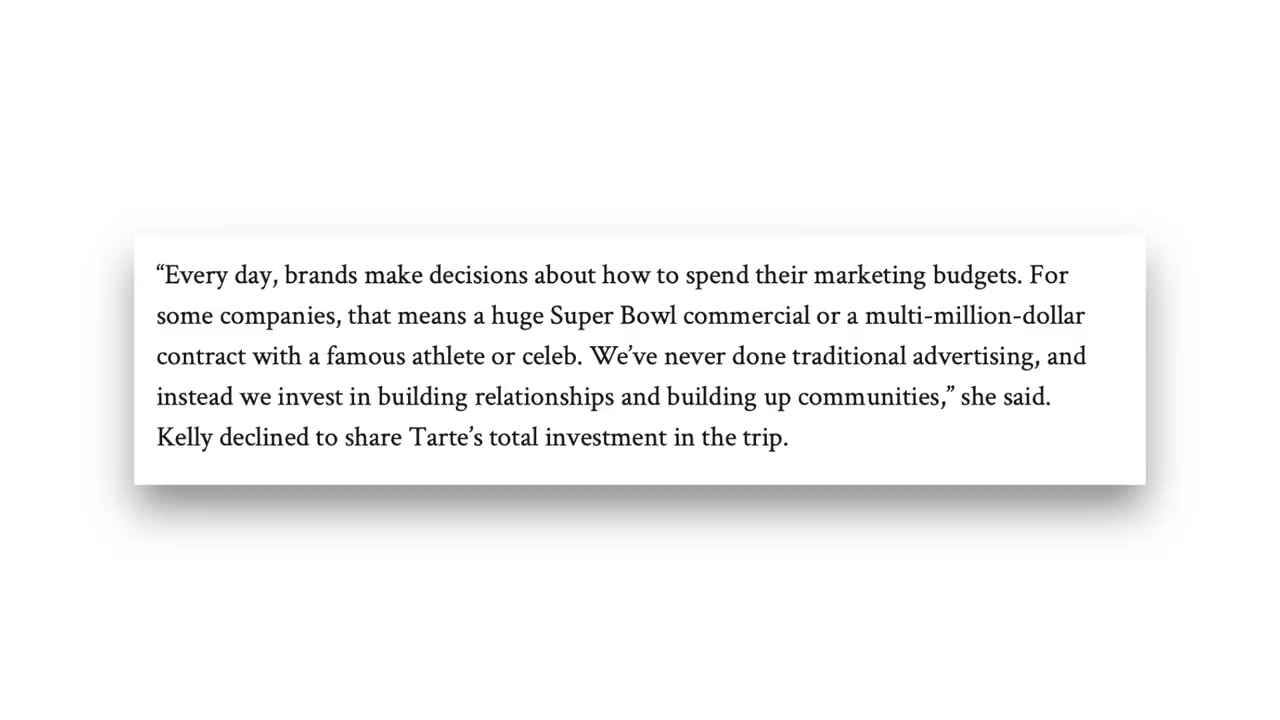 “Every day, brands make decisions about how to spend their marketing budgets. For
some companies, that means a huge Super Bowl commercial or a multi-million-dollar
contract with a famous athlete or celeb. We’ve never done traditional advertising, and
instead we invest in building relationships and building up communities,” she said.
Kelly declined to share Tarte’s total investment in the trip.